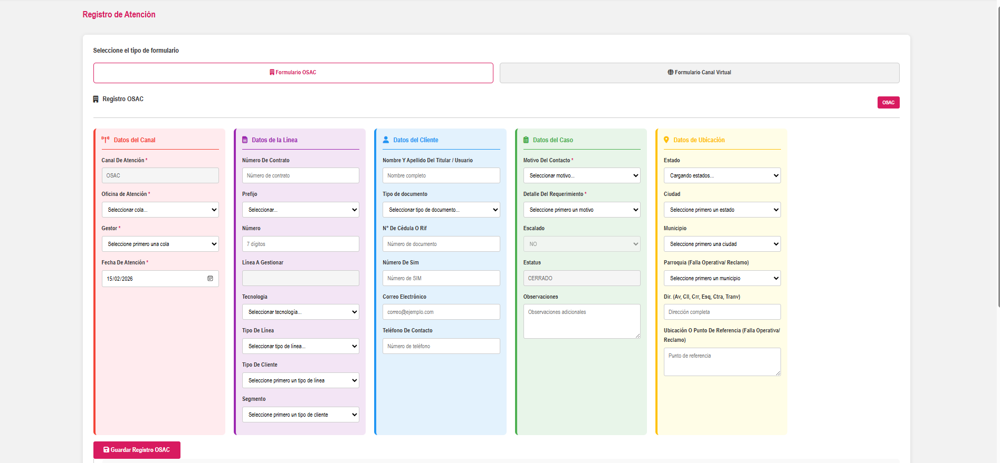 Registro de Atención
Seleccione el tipo de formulario
Formulario OSAC
Formulario Canal Virtual
Registro OSAC
OSAC
Datos del Canal
Canal De Atención *
OSAC
Oficina de Atención *
Seleccionar cola...
Gestor *
Seleccione primero una cola
Fecha De Atención *
15/02/2026
Datos de la Línea
Número De Contrato
Número de contrato
Prefijo
Seleccionar...
Número
7 dígitos
Línea A Gestionar
Tecnología
Seleccionar tecnología...
Tipo De Línea
Seleccionar tipo de línea...
Tipo De Cliente
Seleccione primero un tipo de línea
Segmento
Seleccione primero un tipo de cliente
Datos del Cliente
Nombre Y Apellido Del Titular / Usuario
Nombre completo
Tipo de documento
Seleccionar tipo de documento...
N° De Cédula O Rif
Número de documento
Número De Sim
Número de SIM
Correo Electrónico
correo@ejemplo.com
Teléfono De Contacto
Número de teléfono
Datos del Caso
Motivo Del Contacto *
Seleccionar motivo...
Detalle Del Requerimiento *
Seleccione primero un motivo
Escalado
NO
Estatus
CERRADO
Observaciones
Observaciones adicionales
Datos de Ubicación
Estado
Cargando estados...
Ciudad
Seleccione primero un estado
Municipio
Seleccione primero una ciudad
Parroquia (Falla Operativa/ Reclamo)
Seleccione primero un municipio
Dir. (Av, Cll, Crr, Esq, Ctra, Tranv)
Dirección completa
Ubicación O Punto De Referencia (Falla Operativa/
Reclamo)
Punto de referencia
Guardar Registro OSAC